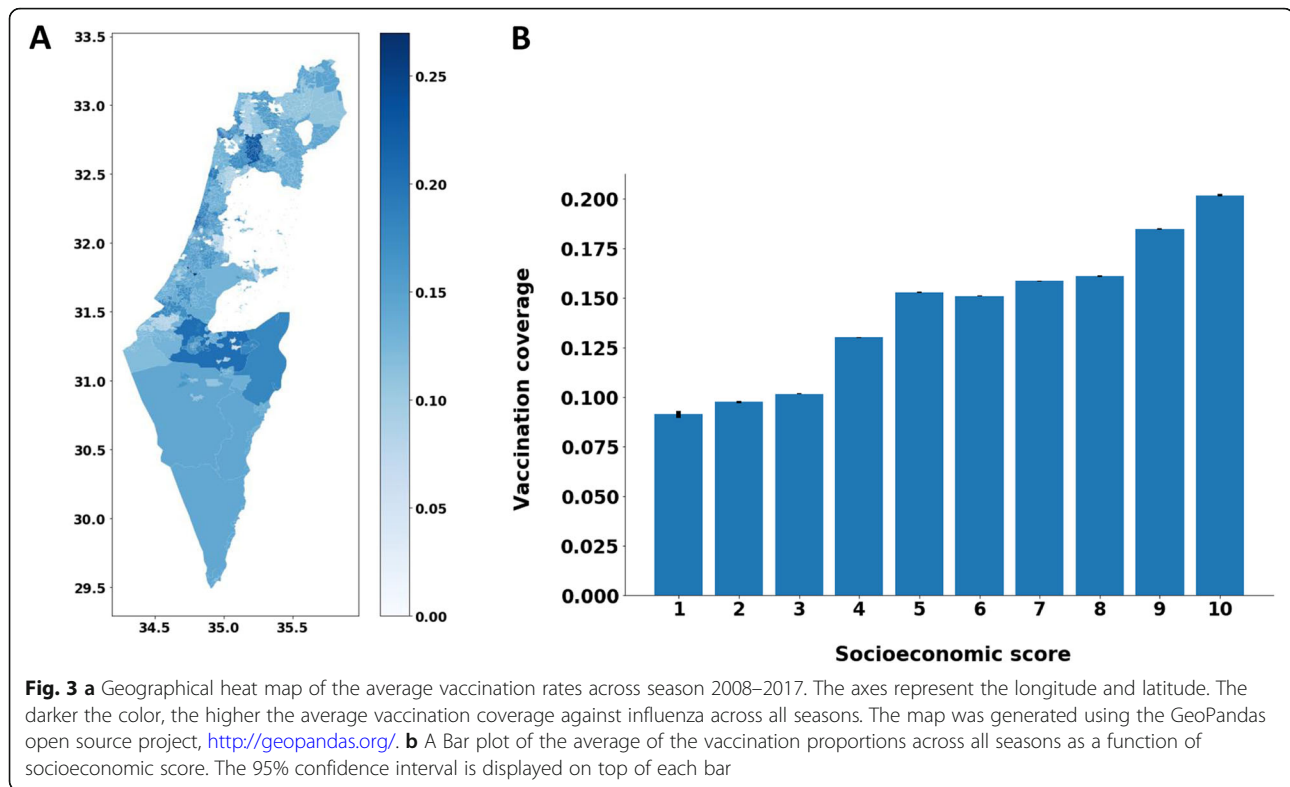 A
33.5
33.0
32.5
32.0
31.5
31.0
30.5
30.0
29.5
34.5 35.0 35.5
0.25
0.20
0.15
0.10
0.05
0.00
B
Vaccination coverage
0.200
0.175
0.150
0.125
0.100
0.075
0.050
0.025
0.000
1 2 3 4 5 6 7 8 9 10
Socioeconomic score
Fig. 3 a Geographical heat map of the average vaccination rates across season 2008–2017. The axes represent the longitude and latitude. The
darker the color, the higher the average vaccination coverage against influenza across all seasons. The map was generated using the GeoPandas
open source project, http://geopandas.org/. b A Bar plot of the average of the vaccination proportions across all seasons as a function of
socioeconomic score. The 95% confidence interval is displayed on top of each bar